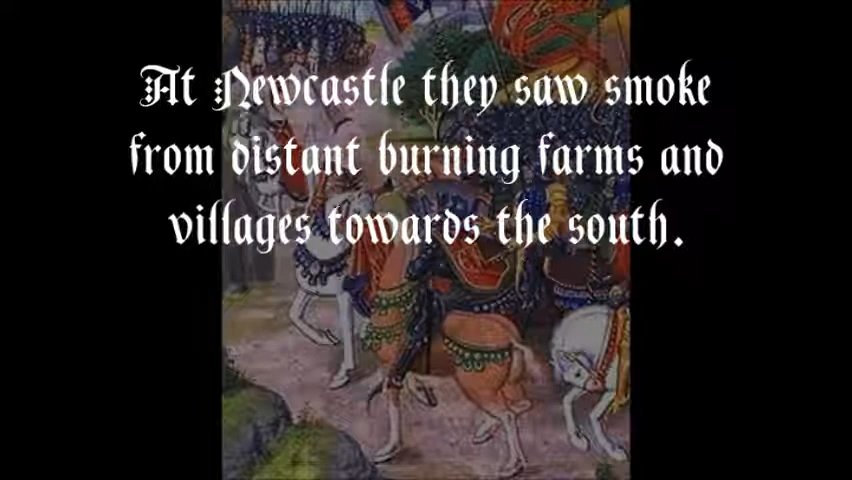 At Newcastle they saw smoke
from distant burning farms and
villages towards the south.